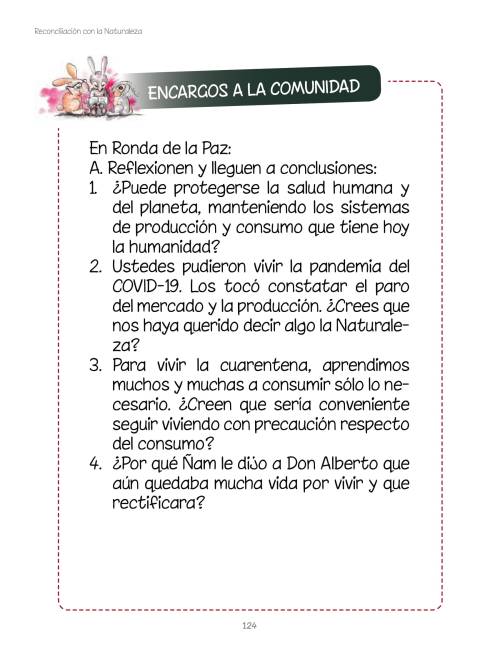 Reconciliación con la Naturaleza
ENCARGOS A LA COMUNIDAD
En Ronda de la Paz:
A. Reflexionen y lleguen a conclusiones:
1. ¿Puede protegerse la salud humana y
del planeta, manteniendo los sistemas
de producción y consumo que tiene hoy
la humanidad?
2. Ustedes pudieron vivir la pandemia del
COVID-19. Los tocó constatar el paro
del mercado y la producción. ¿Crees que
nos haya querido decir algo la Naturale-
za?
3. Para vivir la cuarentena, aprendimos
muchos y muchas a consumir sólo lo ne-
cesario. ¿Creen que sería conveniente
seguir viviendo con precaución respecto
del consumo?
4. ¿Por qué Ñam le dijo a Don Alberto que
aún quedaba mucha vida por vivir y que
rectificara?
124